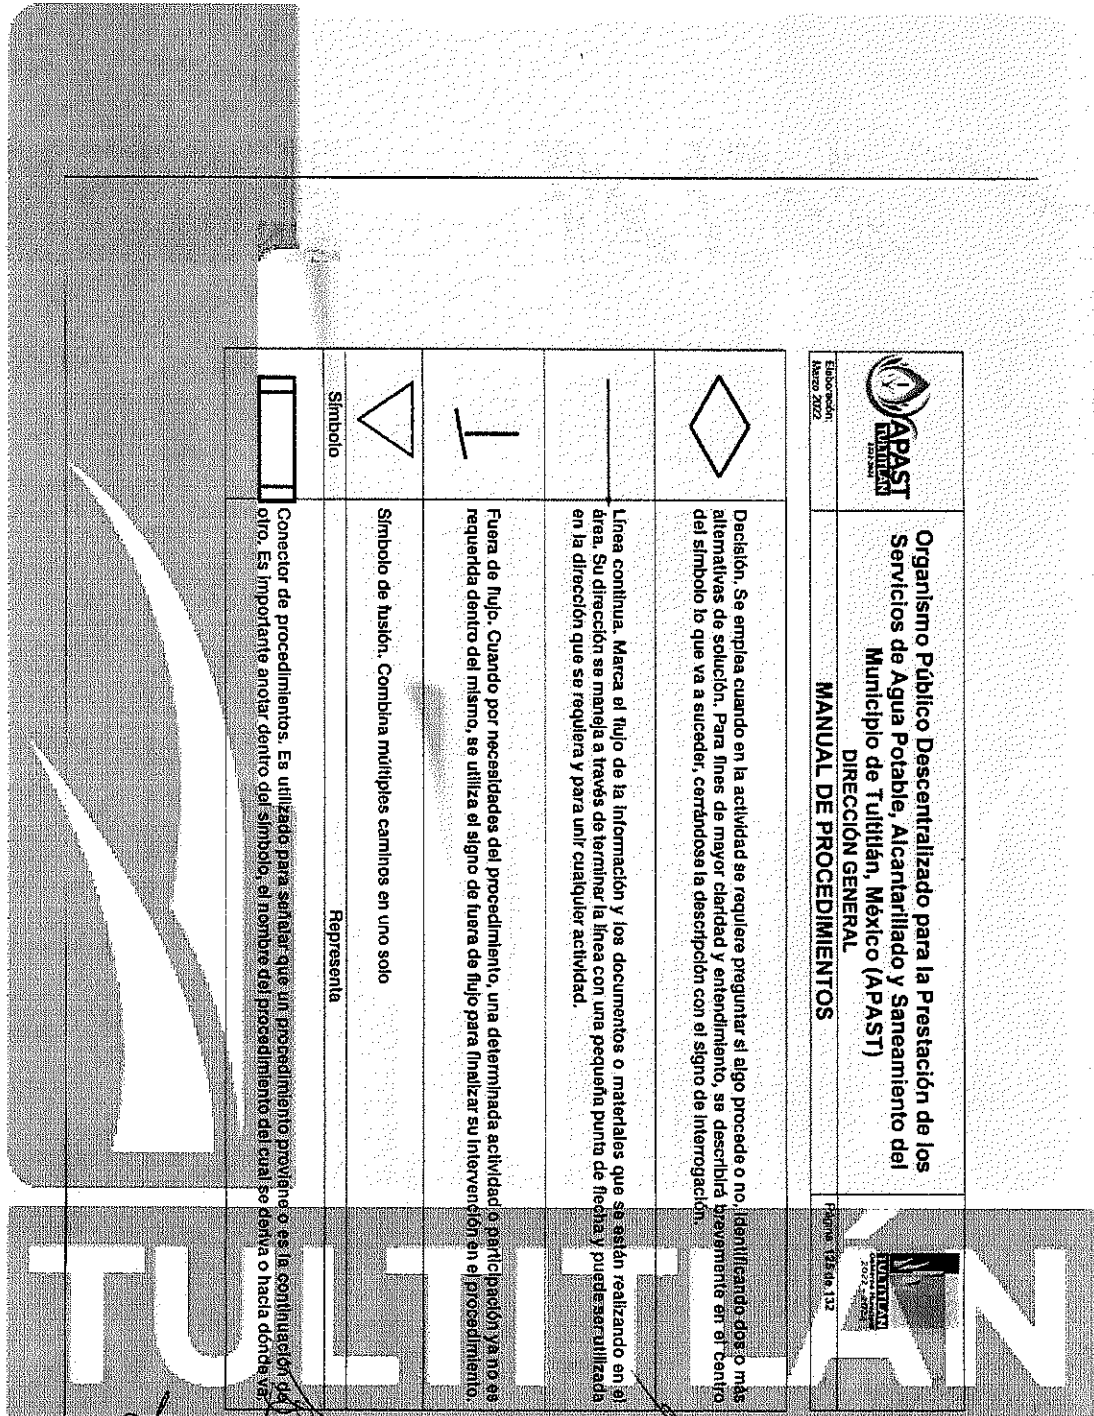 APAST
TULTITLÁN
2022-2024
Organismo Público Descentralizado para la Prestación de los
Servicios de Agua Potable, Alcantarillado y Saneamiento del
Municipio de Tultitlán, México (APAST)
DIRECCIÓN GENERAL
TULTITLÁN
2022 - 2024
Elaboración:
Marzo 2022
MANUAL DE PROCEDIMIENTOS
Página: 125 de 132
Decisión. Se emplea cuando en la actividad se requiere preguntar si algo procede o no, identificando dos o más
alternativas de solución. Para fines de mayor claridad y entendimiento, se describirá brevemente en el centro
del símbolo lo que va a suceder, cerrándose la descripción con el signo de interrogación.
Línea continua. Marca el flujo de la información y los documentos o materiales que se están realizando en el
área. Su dirección se maneja a través de terminar la línea con una pequeña punta de flecha y puede ser utilizada
en la dirección que se requiera y para unir cualquier actividad.
Fuera de flujo. Cuando por necesidades del procedimiento, una determinada actividad o participación ya no es
requerida dentro del mismo, se utiliza el signo de fuera de flujo para finalizar su intervención en el procedimiento.
Símbolo de fusión. Combina múltiples caminos en uno solo
Símbolo
Representa
Conector de procedimientos. Es utilizado para señalar que un procedimiento proviene o es la continuación de
otro. Es importante anotar dentro del símbolo, el nombre del procedimiento del cual se deriva o hacia dónde va.
TULTITLÁN